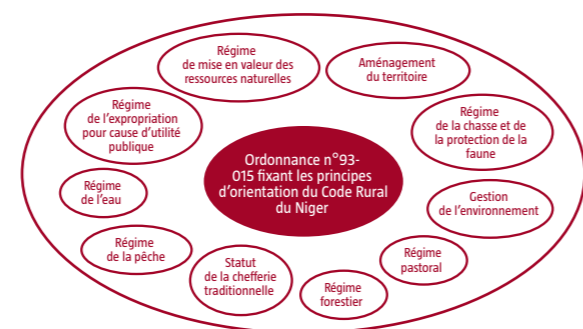 Régime
de mise en valeur des
ressources naturelles
Aménagement
du territoire
Régime
de l'expropriation
pour cause d'utilité
publique
Régime
de la chasse et de
la protection de la
faune
Ordonnance n°93-
015 fixant les principes
d'orientation du Code Rural
du Niger
Régime
de l'eau
Gestion
de l'environnement
Régime
de la pêche
Statut
de la chefferie
traditionnelle
Régime
forestier
Régime
pastoral